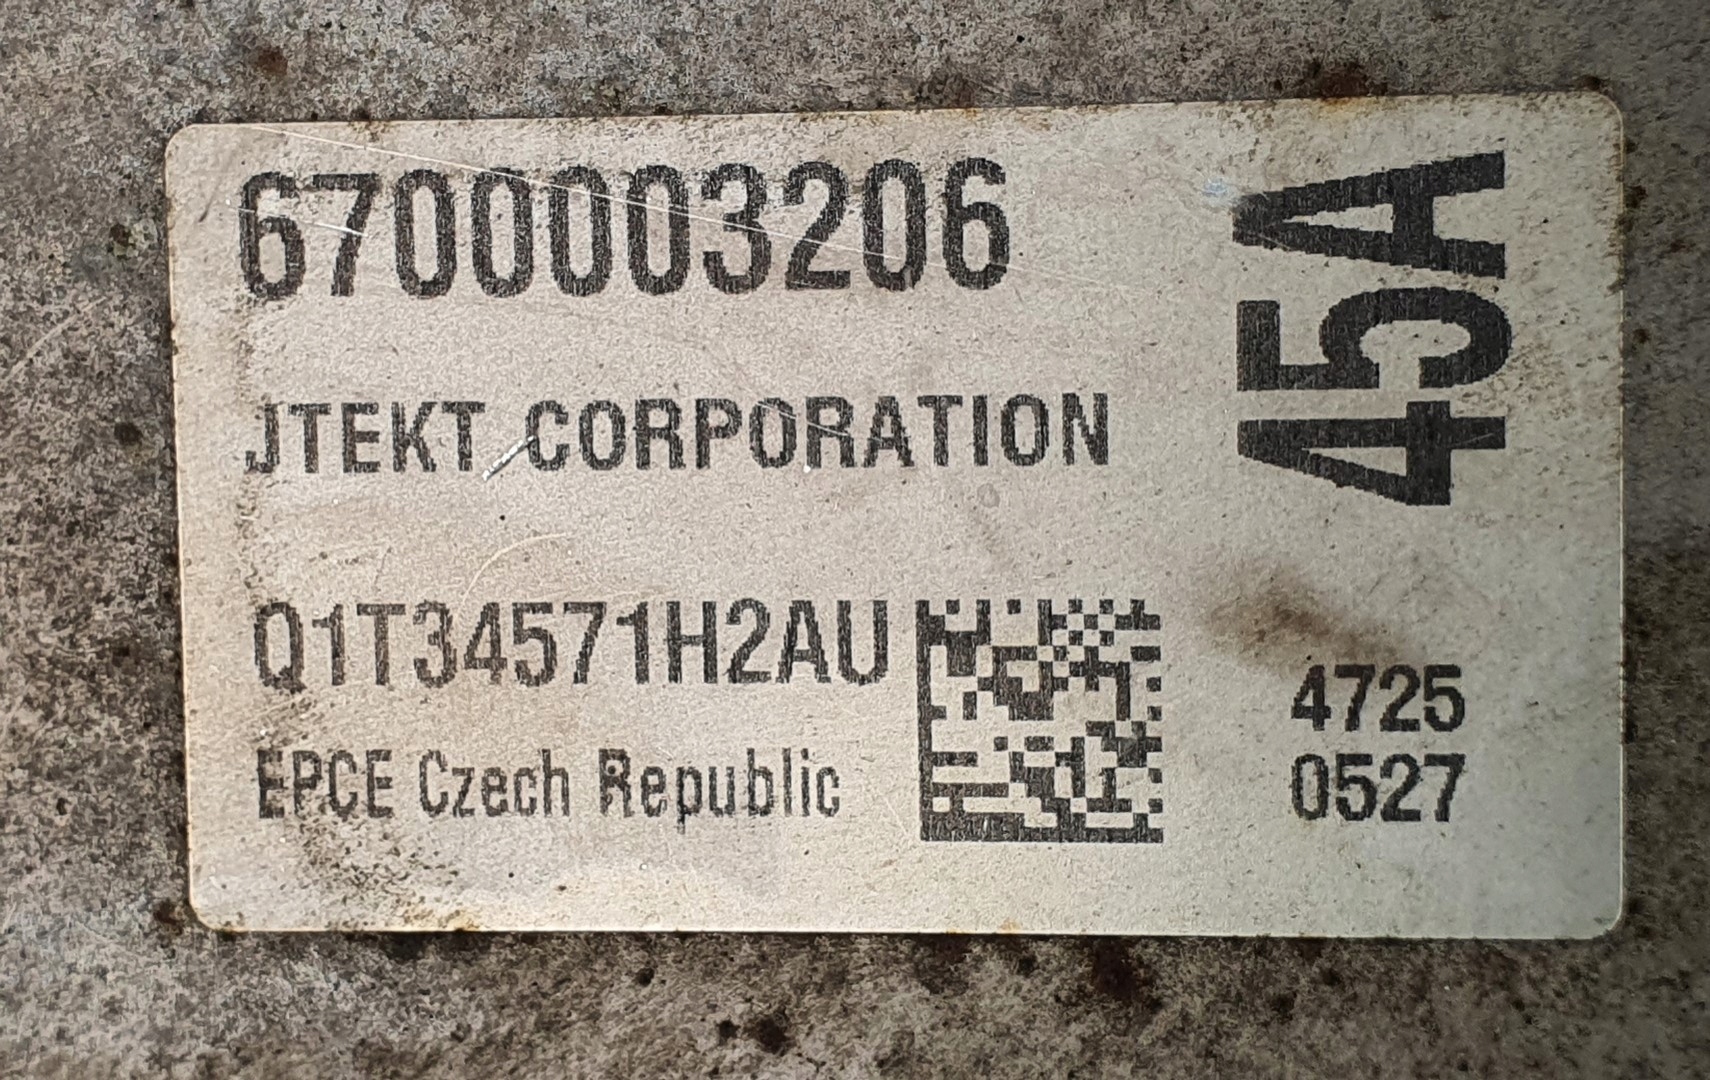 6700003206
45A
JTEKT CORPORATION
Q1T34571H2AU
EPCE Czech Republic
4725
0527